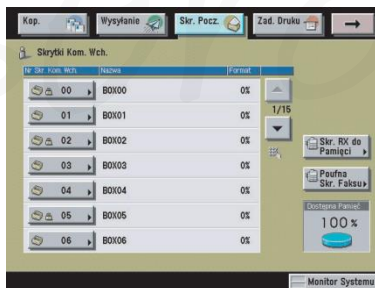 Kop.
Wysyłanie
Skr. Pocz.
Zad. Druku
Skrytki Kom. Wch.
Nr Skr. Kom. Wch.
Nazwa
Format
00 BOX00 0%
01 BOX01 0%
02 BOX02 0%
03 BOX03 0%
04 BOX04 0%
05 BOX05 0%
06 BOX06 0%
1/15
Skr. RX do
Pamięci
Poufna
Skr. Faksu
Dostępna Pamięć
100%
Monitor Systemu